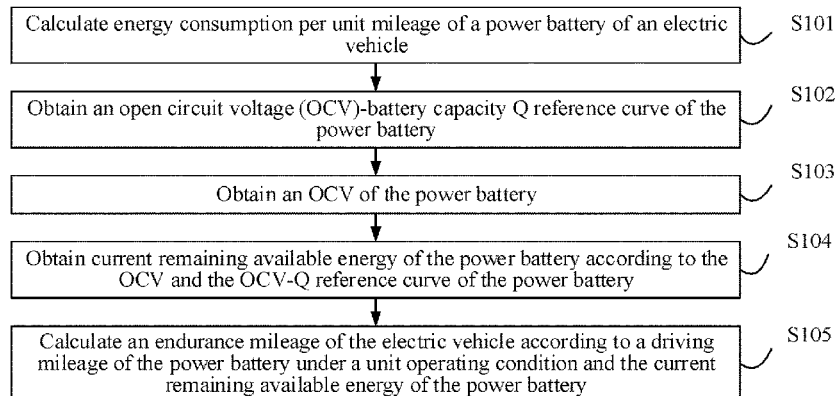 Calculate energy consumption per unit mileage of a power battery of an electric
vehicle
S101
Obtain an open circuit voltage (OCV)-battery capacity Q reference curve of the
power battery
S102
Obtain an OCV of the power battery
S103
Obtain current remaining available energy of the power battery according to the
OCV and the OCV-Q reference curve of the power battery
S104
Calculate an endurance mileage of the electric vehicle according to a driving
mileage of the power battery under a unit operating condition and the current
remaining available energy of the power battery
S105